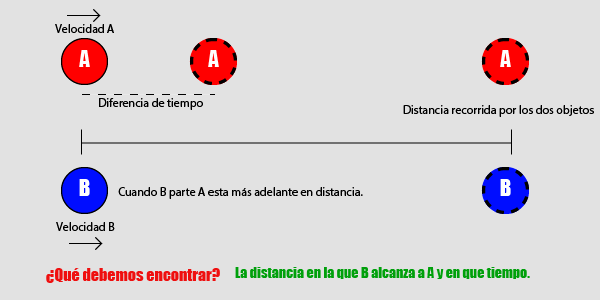 Velocidad A
A
A
A
Diferencia de tiempo
Distancia recorrida por los dos objetos
B
Cuando B parte A esta más adelante en distancia.
B
Velocidad B
¿Qué debemos encontrar? La distancia en la que B alcanza a A y en que tiempo.